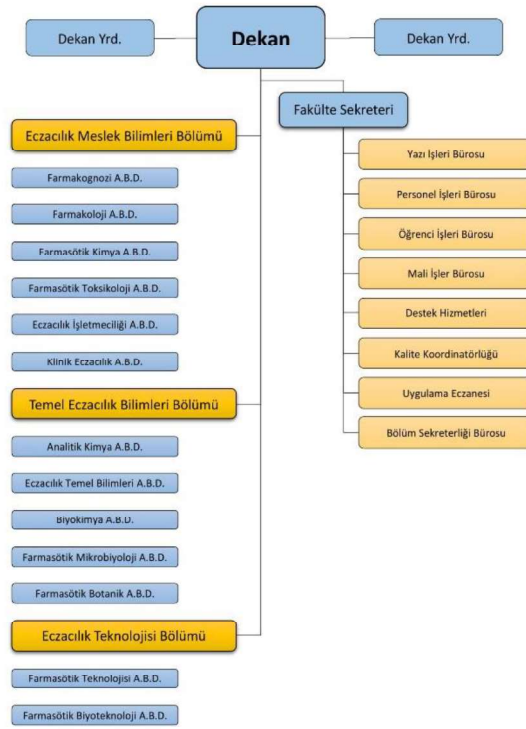 Dekan Yrd.
Dekan
Dekan Yrd.
Fakülte Sekreteri
Eczacılık Meslek Bilimleri Bölümü
Farmakognozi A.B.D.
Farmakoloji A.B.D.
Farmasötik Kimya A.B.D.
Farmasötik Toksikoloji A.B.D.
Eczacılık İşletmeciliği A.B.D.
Klinik Eczacılık A.B.D.
Temel Eczacılık Bilimleri Bölümü
Analitik Kimya A.B.D.
Eczacılık Temel Bilimleri A.B.D.
Biyokimya A.B.D.
Farmasötik Mikrobiyoloji A.B.D.
Farmasötik Botanik A.B.D.
Eczacılık Teknolojisi Bölümü
Farmasötik Teknolojisi A.B.D.
Farmasötik Biyoteknoloji A.B.D.
Yazı İşleri Bürosu
Personel İşleri Bürosu
Öğrenci İşleri Bürosu
Mali İşler Bürosu
Destek Hizmetleri
Kalite Koordinatörlüğü
Uygulama Eczanesi
Bölüm Sekreterliği Bürosu